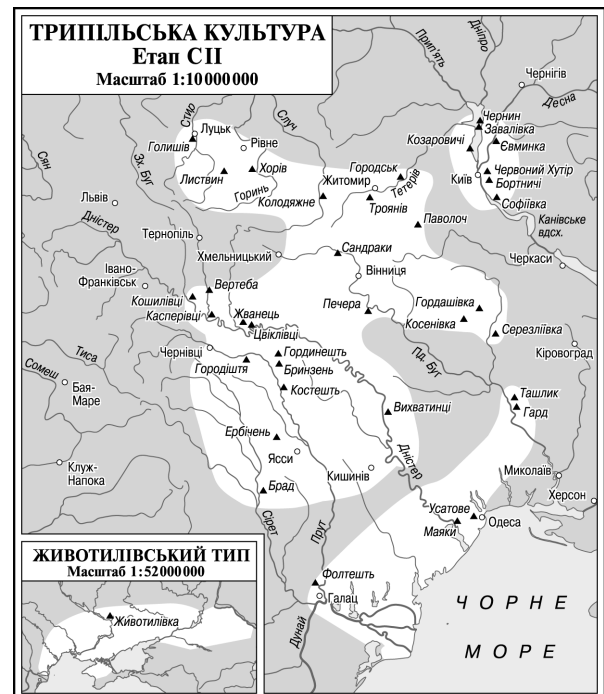 ТРИПІЛЬСЬКА КУЛЬТУРА
Етап СІІ
Масштаб 1:10 000 000
Прип'ять
Дніпро
Чернігів
Десна
Стир
Случ
Чернин
Завалівка
Євминка
Козаровичі
Луцьк
Голишів
Рівне
Зх. Буг
Сян
Листвин
Хорів
Городськ
Київ
Червоний Хутір
Бортничі
Житомир
Тетерів
Горинь
Колодяжне
Троянів
Софіївка
Львів
Дністер
Паволоч
Канівське
вдсх.
Тернопіль
Сандраки
Хмельницький
Черкаси
Вінниця
Івано-
Франківськ
Вертеба
Кошилівці
Жванець
Печера
Гордашівка
Касперівці
Косенівка
Цвіклівці
Серезліївка
Чернівці
Гординешть
Пд. Буг
Кіровоград
Тиса
Городіштя
Бринзень
Сомеш
Костешть
Бая-
Маре
Вихватинці
Ташлик
Гард
Ербічень
Дністер
Клуж-
Напока
Ясси
Кишинів
Миколаїв
Брад
Херсон
Сірет
Прут
Усатове
Одеса
Маяки
ЖИВОТИЛІВСЬКИЙ ТИП
Масштаб 1:52 000 000
Фолтешть
Галац
Животилівка
Дунай
ЧОРНЕ
МОРЕ